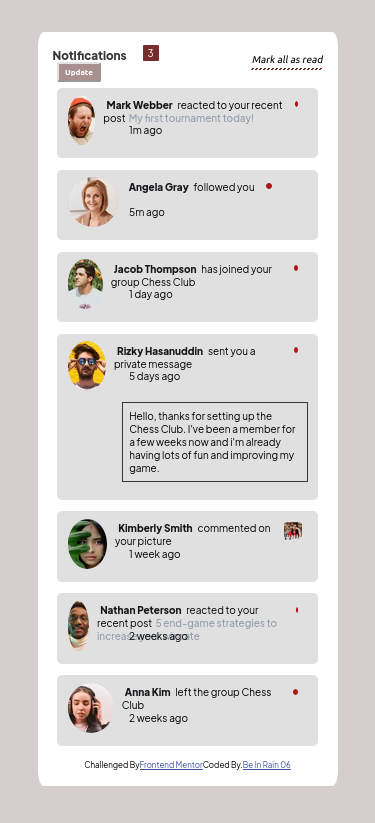 Notifications 3
Mark all as read
Update
Mark Webber reacted to your recent
post My first tournament today!
1m ago
Angela Gray followed you
5m ago
Jacob Thompson has joined your
group Chess Club
1 day ago
Rizky Hasanuddin sent you a
private message
5 days ago
Hello, thanks for setting up the
Chess Club. I've been a member for
a few weeks now and i'm already
having lots of fun and improving my
game.
Kimberly Smith commented on
your picture
1 week ago
Nathan Peterson reacted to your
recent post 5 end-game strategies to
2 weeks ago
Anna Kim left the group Chess
Club
2 weeks ago
Challenged By Frontend Mentor Coded By. Be In Rain 06